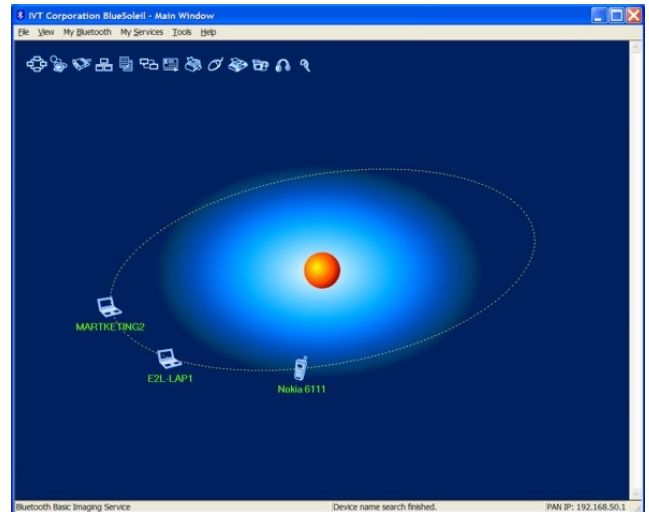 IVT Corporation BlueSoleil - Main Window
File View My Bluetooth My Services Tools Help
MARTKETING2
E2L-LAP1
Nokia 6111
Bluetooth Basic Imaging Service Device name search finished. PAN IP: 192.168.50.1